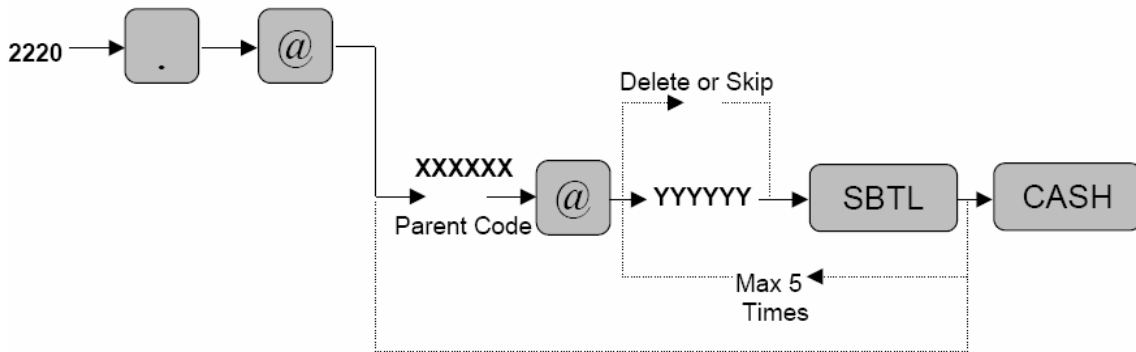 2220
.
@
Delete or Skip
XXXXXX
@
YYYYYY
SBTL
CASH
Parent Code
Max 5
Times